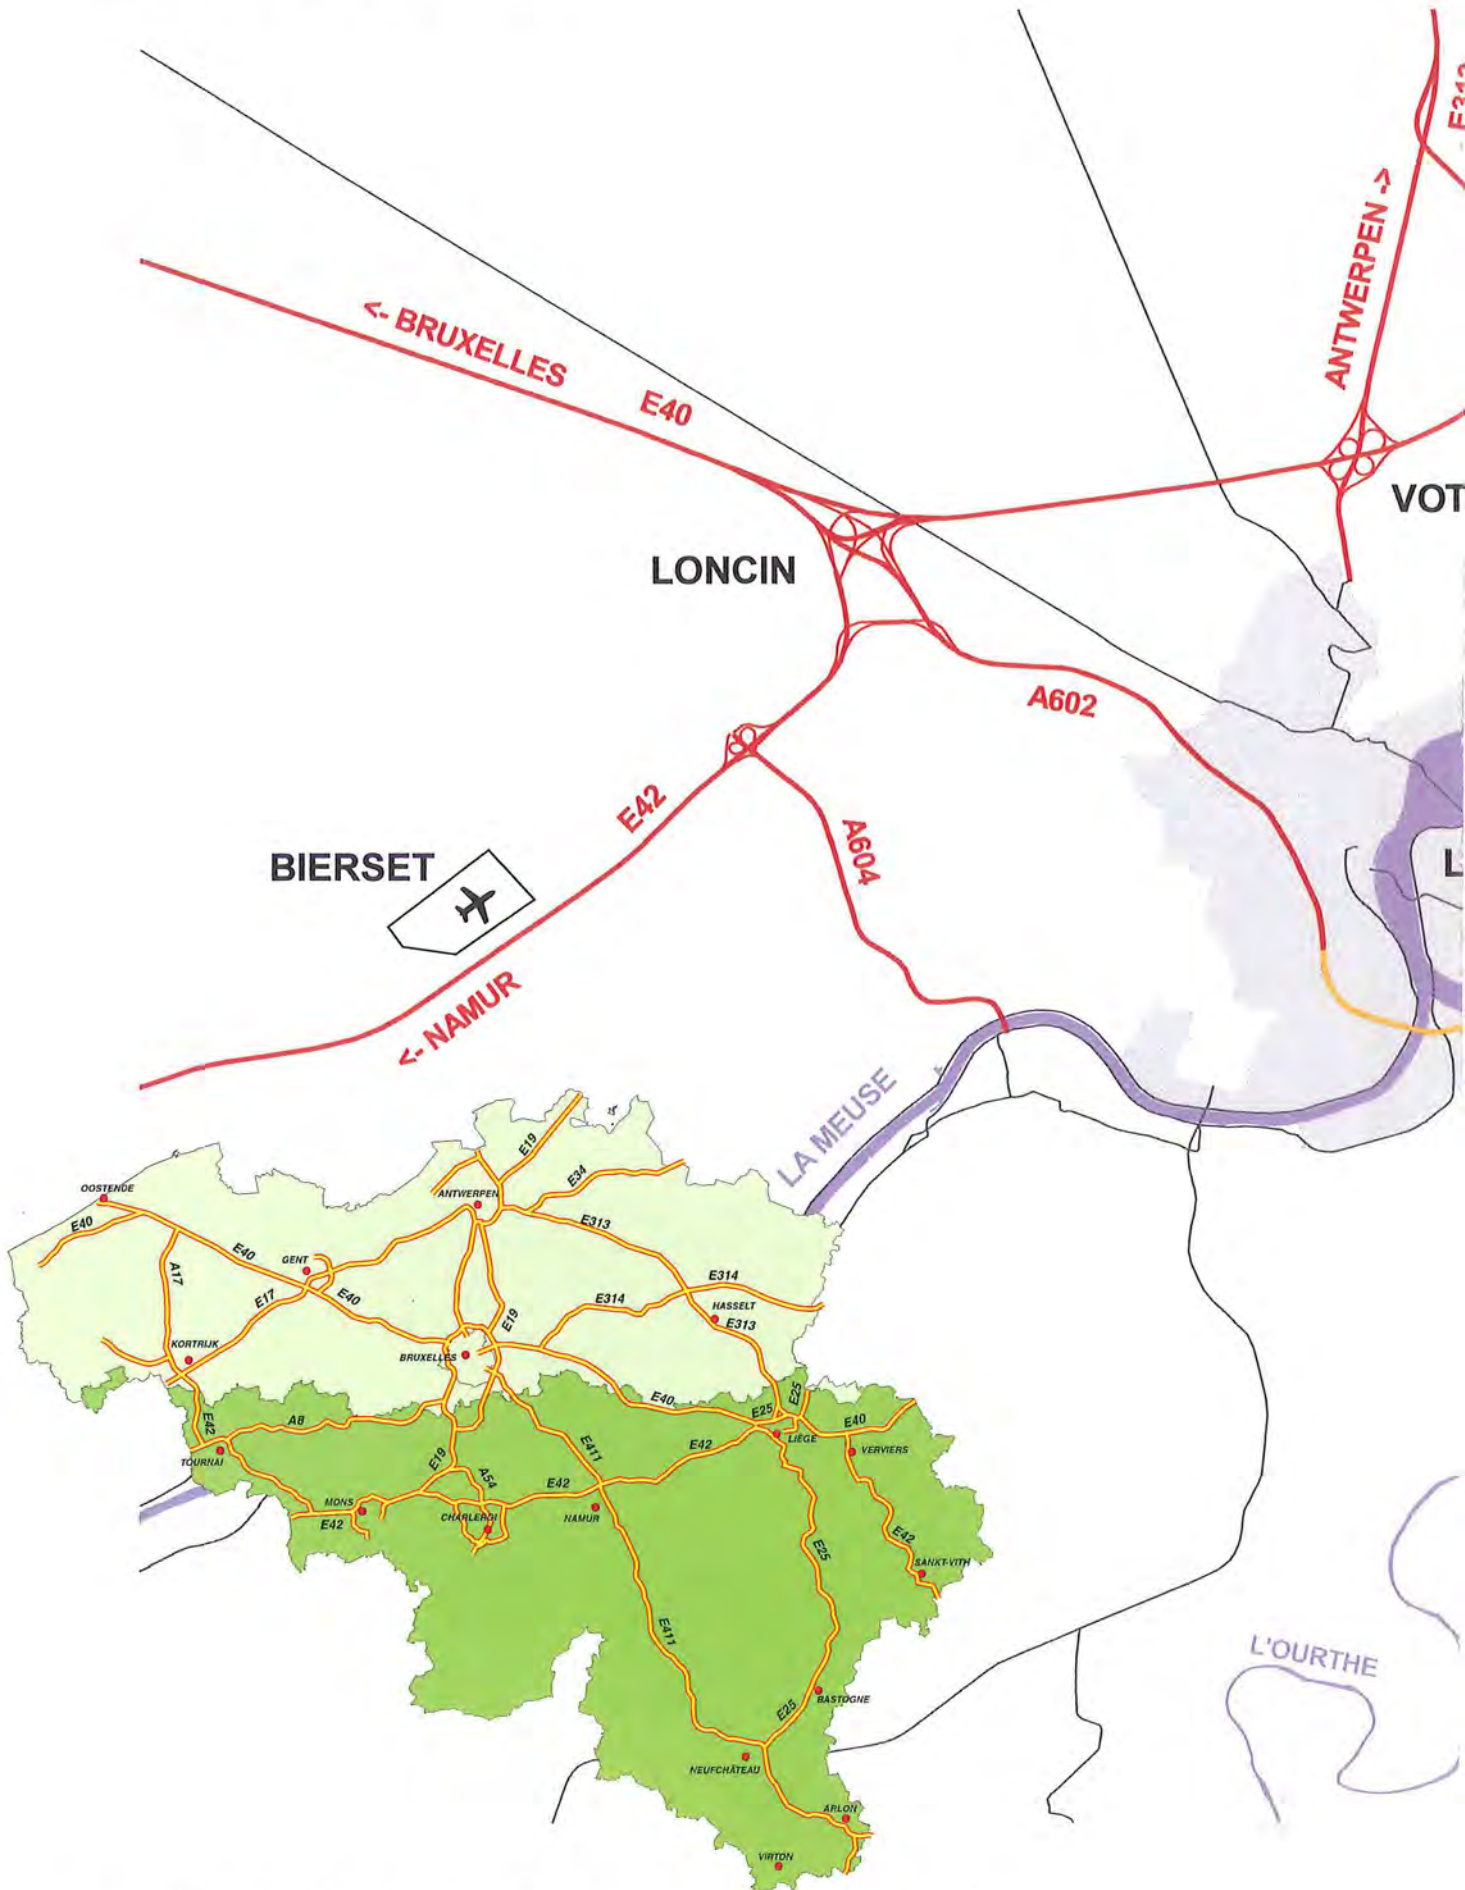 E313
ANTWERPEN ->
<- BRUXELLES
E40
VOT
LONCIN
A602
E42
A604
BIERSET
L
<- NAMUR
LA MEUSE
E19
OOSTENDE
ANTWERPEN
E34
E40
E313
E40
GENT
A17
E17
E40
E314
E314
HASSELT
E19
E313
KORTRIJK
BRUXELLES
E40
E25
E25
E42
A8
E40
LIÈGE
VERVIERS
TOURNAI
E19
E411
E42
A54
E42
MONS
CHARLEROI
NAMUR
E42
E42
E25
SANKT-VITH
E411
L'OURTHE
BASTOGNE
E25
NEUFCHÂTEAU
ARLON
VIRTON